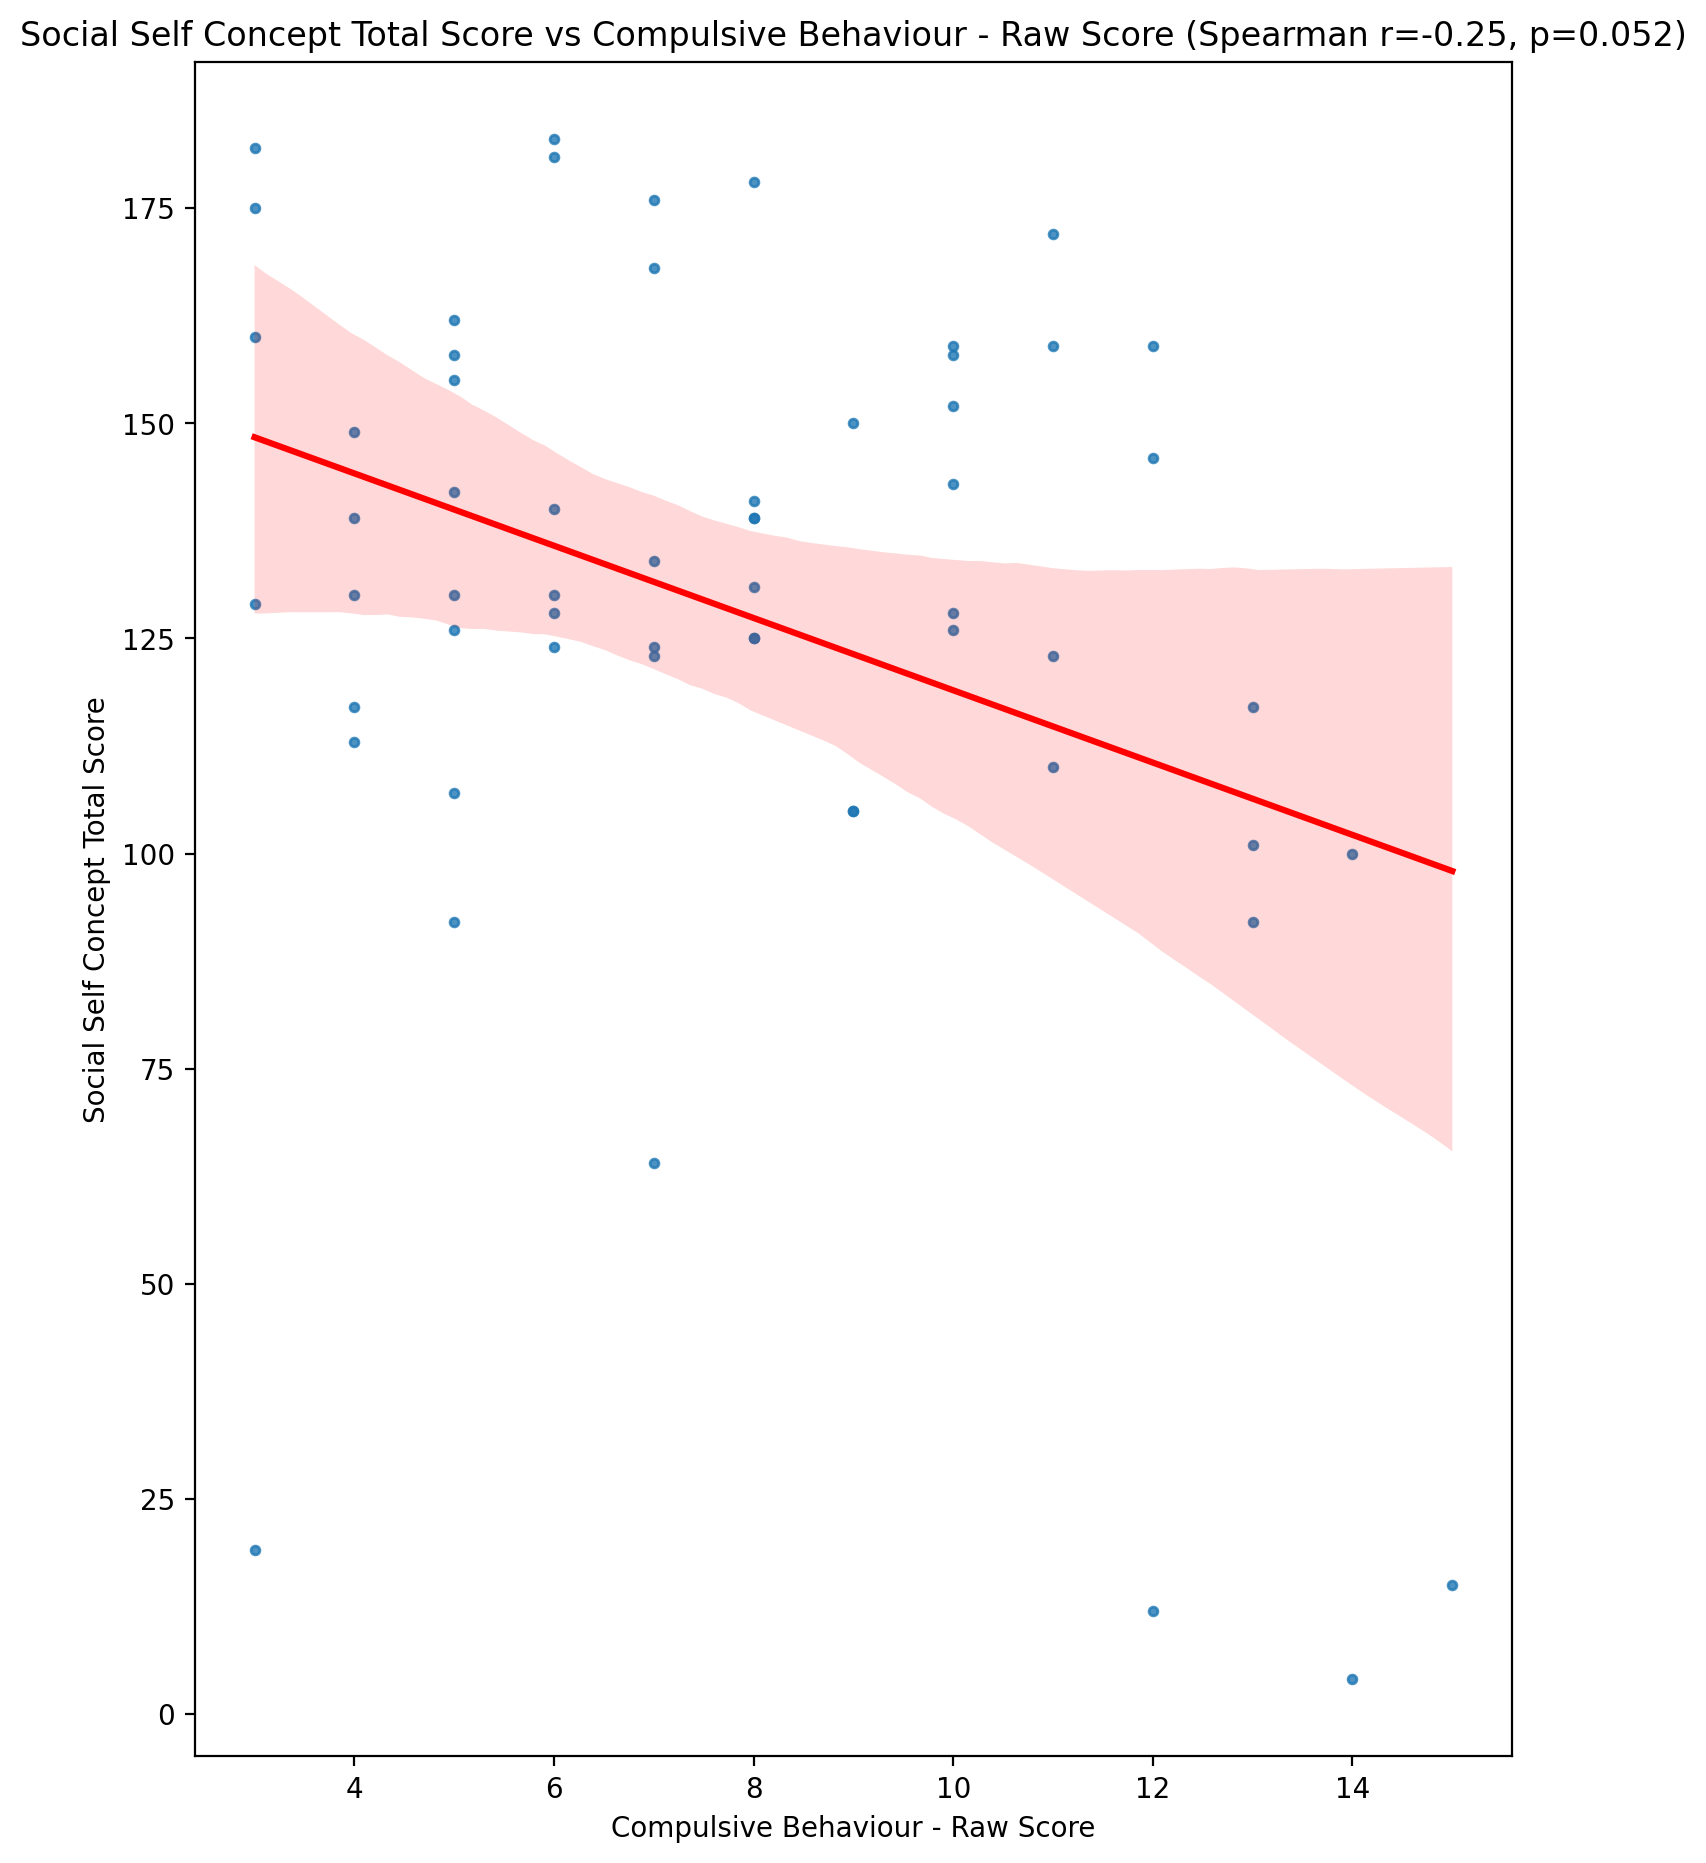 Social Self Concept Total Score vs Compulsive Behaviour - Raw Score (Spearman r=-0.25, p=0.052)
175
150
125
100
75
50
25
0
Social Self Concept Total Score
4 6 8 10 12 14
Compulsive Behaviour - Raw Score